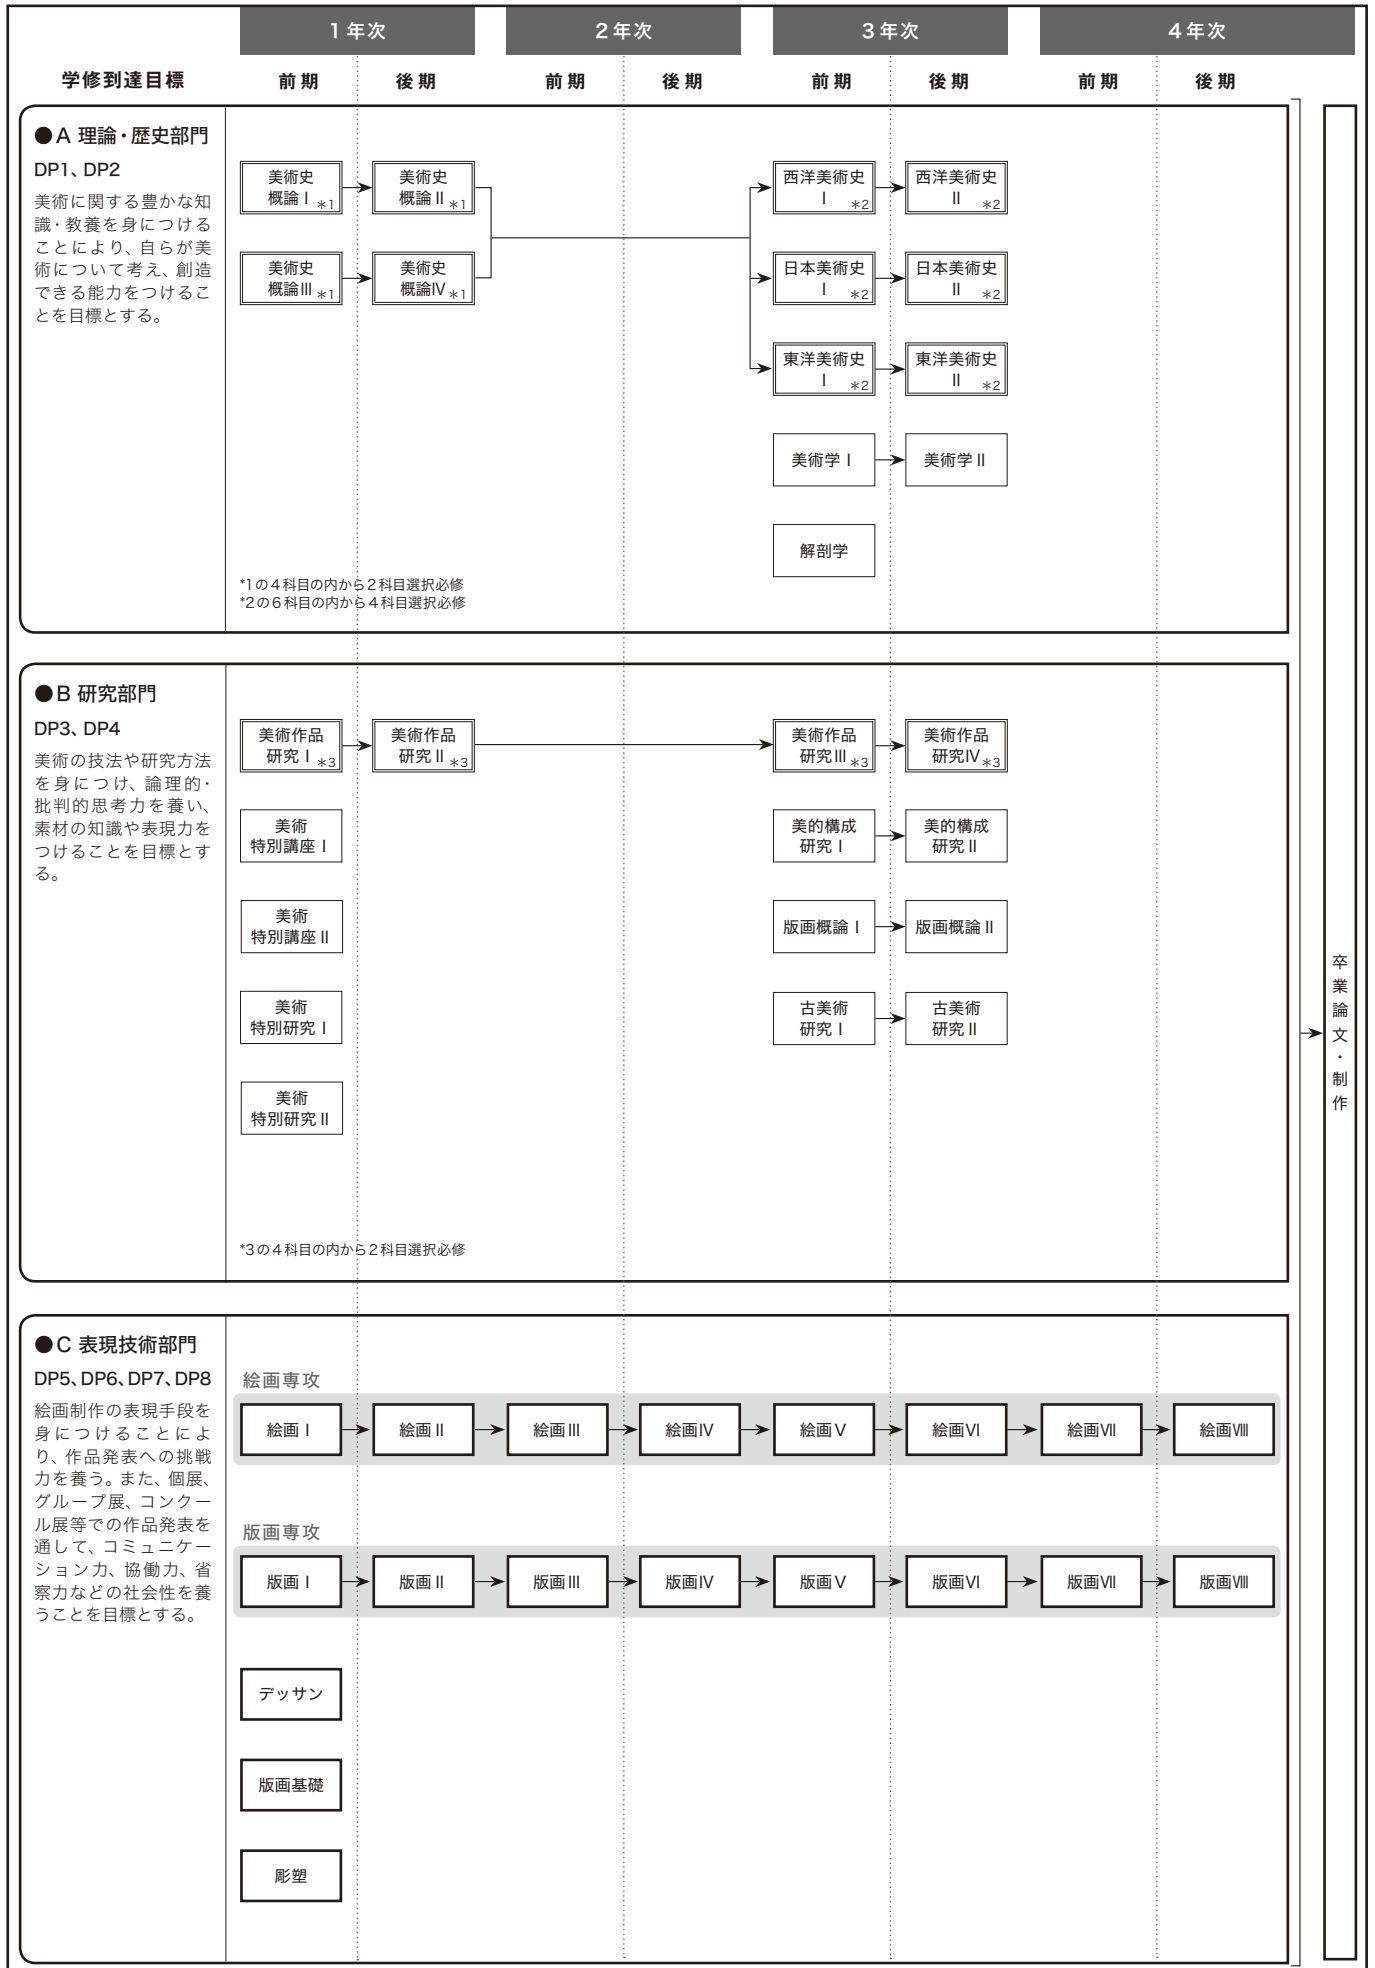 1年次
2年次
3年次
4年次
学修到達目標
前期
後期
前期
後期
前期
後期
前期
後期
●A 理論・歴史部門
DP1、DP2
美術に関する豊かな知
識・教養を身につける
ことにより、自らが美
術について考え、創造
できる能力をつけるこ
とを目標とする。
美術史
概論Ⅰ *1
美術史
概論Ⅱ *1
西洋美術史
Ⅰ *2
西洋美術史
Ⅱ *2
美術史
概論Ⅲ *1
美術史
概論Ⅳ *1
日本美術史
Ⅰ *2
日本美術史
Ⅱ *2
東洋美術史
Ⅰ *2
東洋美術史
Ⅱ *2
美術学Ⅰ
美術学Ⅱ
解剖学
*1の4科目の内から2科目選択必修
*2の6科目の内から4科目選択必修
●B 研究部門
DP3、DP4
美術の技法や研究方法
を身につけ、論理的・
批判的思考力を養い、
素材の知識や表現力を
つけることを目標とす
る。
美術作品
研究Ⅰ *3
美術作品
研究Ⅱ *3
美術作品
研究Ⅲ *3
美術作品
研究Ⅳ *3
美術
特別講座Ⅰ
美的構成
研究Ⅰ
美的構成
研究Ⅱ
美術
特別講座Ⅱ
版画概論Ⅰ
版画概論Ⅱ
美術
特別研究Ⅰ
古美術
研究Ⅰ
古美術
研究Ⅱ
美術
特別研究Ⅱ
*3の4科目の内から2科目選択必修
●C 表現技術部門
DP5、DP6、DP7、DP8
絵画制作の表現手段を
身につけることによ
り、作品発表への挑戦
力を養う。また、個展、
グループ展、コンクー
ル展等での作品発表を
通して、コミュニケー
ション力、協働力、省
察力などの社会性を養
うことを目標とする。
絵画専攻
絵画Ⅰ
絵画Ⅱ
絵画Ⅲ
絵画Ⅳ
絵画Ⅴ
絵画Ⅵ
絵画Ⅶ
絵画Ⅷ
版画専攻
版画Ⅰ
版画Ⅱ
版画Ⅲ
版画Ⅳ
版画Ⅴ
版画Ⅵ
版画Ⅶ
版画Ⅷ
デッサン
版画基礎
彫塑
卒業論文・制作